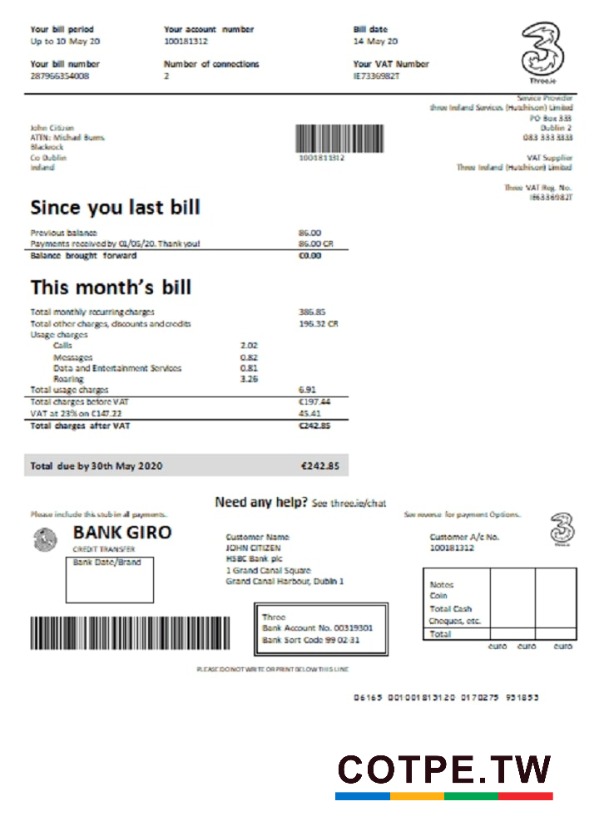 Your bill period
Up to 10 May 20
Your account number
100181312
Bill date
14 May 20
Your bill number
287966354008
Number of connections
2
Your VAT Number
IE7336982T
Three.ie
Service Provider
three Ireland Services (Hutchison) Limited
PO Box 333
Dublin 2
083 333 3333
VAT Supplier
Three Ireland (Hutchison) Limited
Three VAT Reg. No.
IE6336982T
John Citizen
ATTN: Michael Burns
Blackrock
Co Dublin
Ireland
1001811312
Since you last bill
Previous balance 86.00
Payments received by 01/05/20. Thank you! 86.00 CR
Balance brought forward €0.00
This month's bill
Total monthly recurring charges 386.85
Total other charges, discounts and credits 196.32 CR
Usage charges
Calls 2.02
Messages 0.82
Data and Entertainment Services 0.81
Roaring 3.26
Total usage charges 6.91
Total charges before VAT €197.44
VAT at 23% on €147.22 45.41
Total charges after VAT €242.85
Total due by 30th May 2020 €242.85
Need any help? See three.ie/chat
Please include this stub in all payments.
See reverse for payment Options.
BANK GIRO
CREDIT TRANSFER
Bank Date/Brand
Customer Name
JOHN CITIZEN
HSBC Bank plc
1 Grand Canal Square
Grand Canal Harbour, Dublin 1
Customer A/c No.
100181312
Three
Bank Account No. 00319301
Bank Sort Code 99 02 31
Notes
Coin
Total Cash
Cheques, etc.
Total
euro euro euro
PLEASE DO NOT WRITE OR PRINT BELOW THIS LINE
06165 001001813120 0170275 931853
COTPE.TW